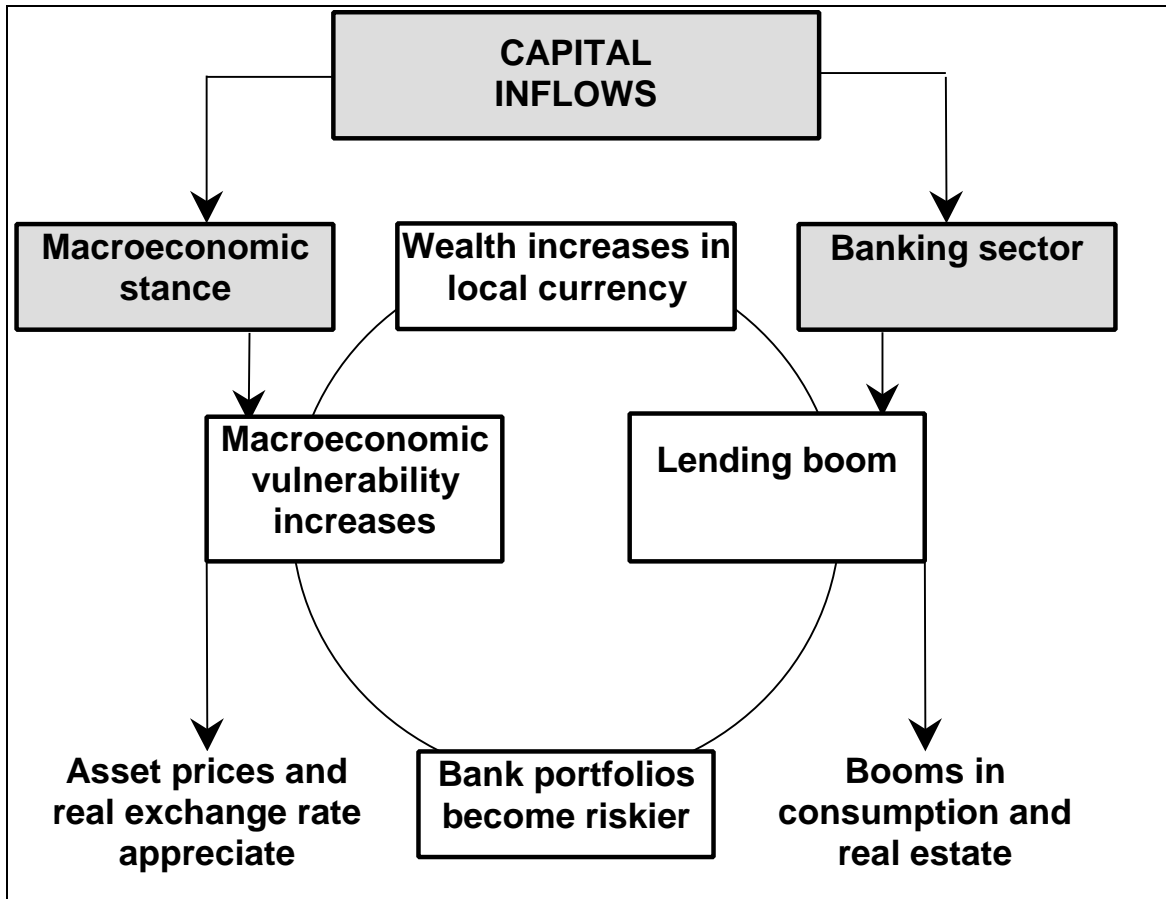 CAPITAL
INFLOWS
Macroeconomic
stance
Wealth increases in
local currency
Banking sector
Macroeconomic
vulnerability
increases
Lending boom
Asset prices and
real exchange rate
appreciate
Bank portfolios
become riskier
Booms in
consumption and
real estate